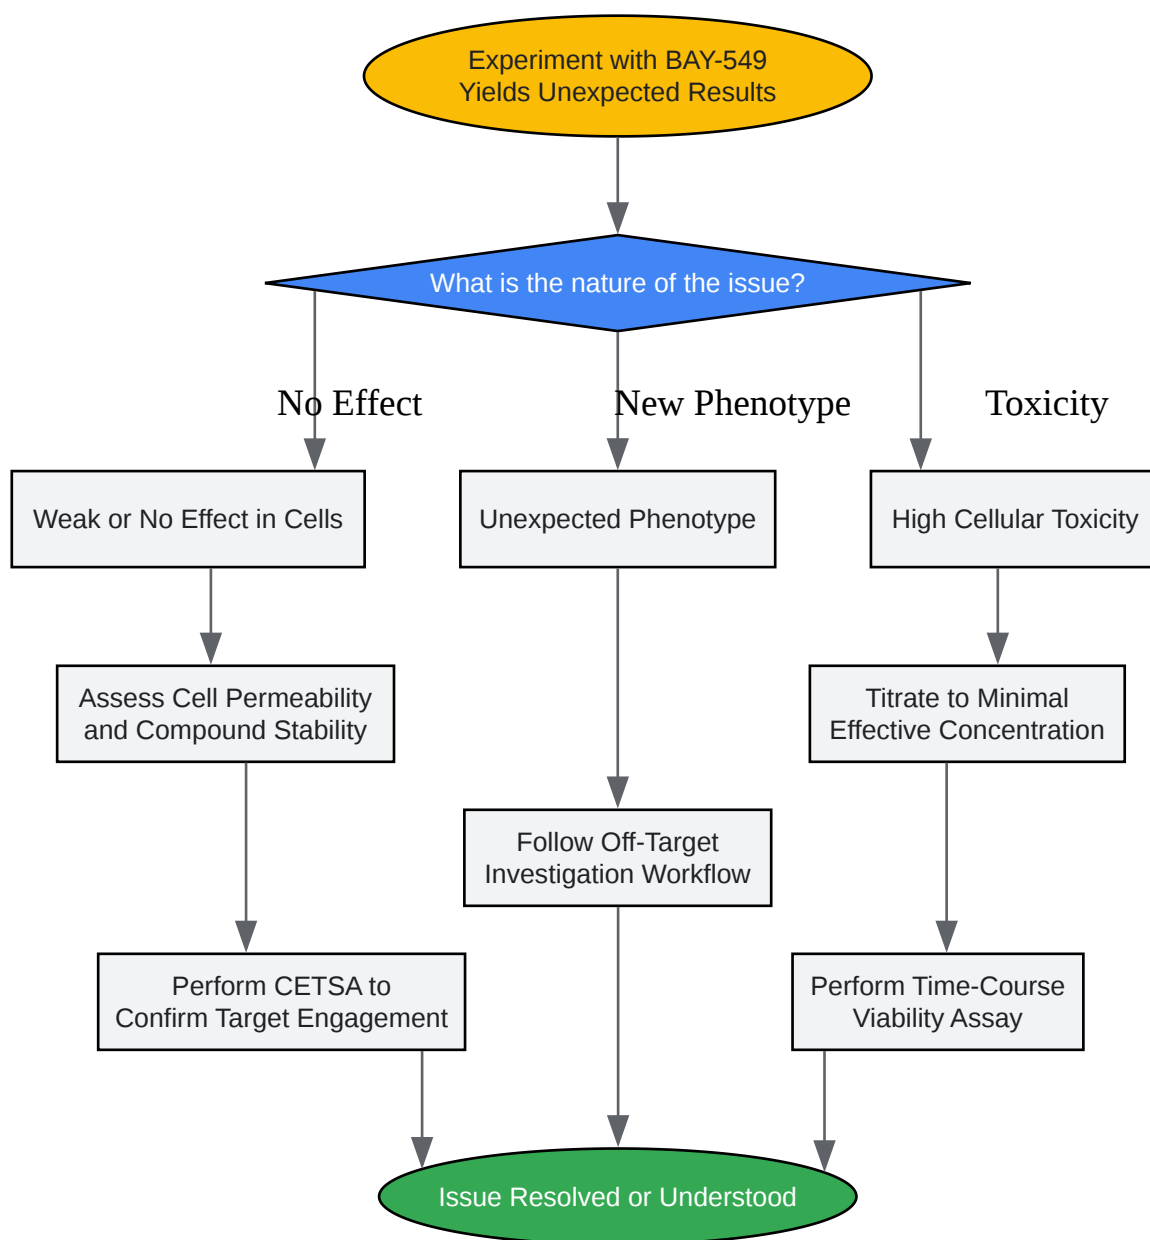 Experiment with BAY-549
Yields Unexpected Results
What is the nature of the issue?
No Effect
New Phenotype
Toxicity
Weak or No Effect in Cells
Unexpected Phenotype
High Cellular Toxicity
Assess Cell Permeability
and Compound Stability
Titrate to Minimal
Effective Concentration
Follow Off-Target
Investigation Workflow
Perform CETSA to
Confirm Target Engagement
Perform Time-Course
Viability Assay
Issue Resolved or Understood